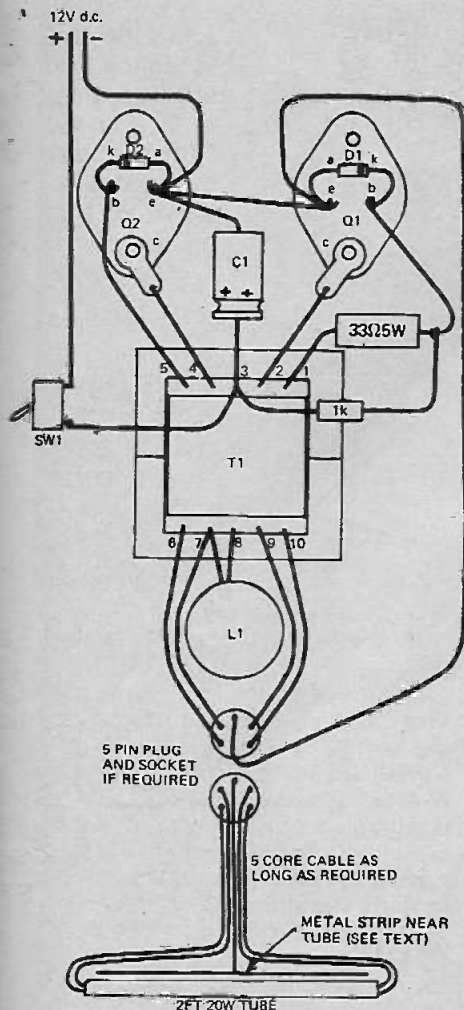 12V d.c.
+ -
k D2 a
b e
Q2
c
a D1 k
e b
Q1
c
C1
+ +
33Ω5W
5 4 3 2 1
1k
SW1
T1
6 7 8 9 10
L1
5 PIN PLUG
AND SOCKET
IF REQUIRED
5 CORE CABLE AS
LONG AS REQUIRED
METAL STRIP NEAR
TUBE (SEE TEXT)
2FT 20W TUBE